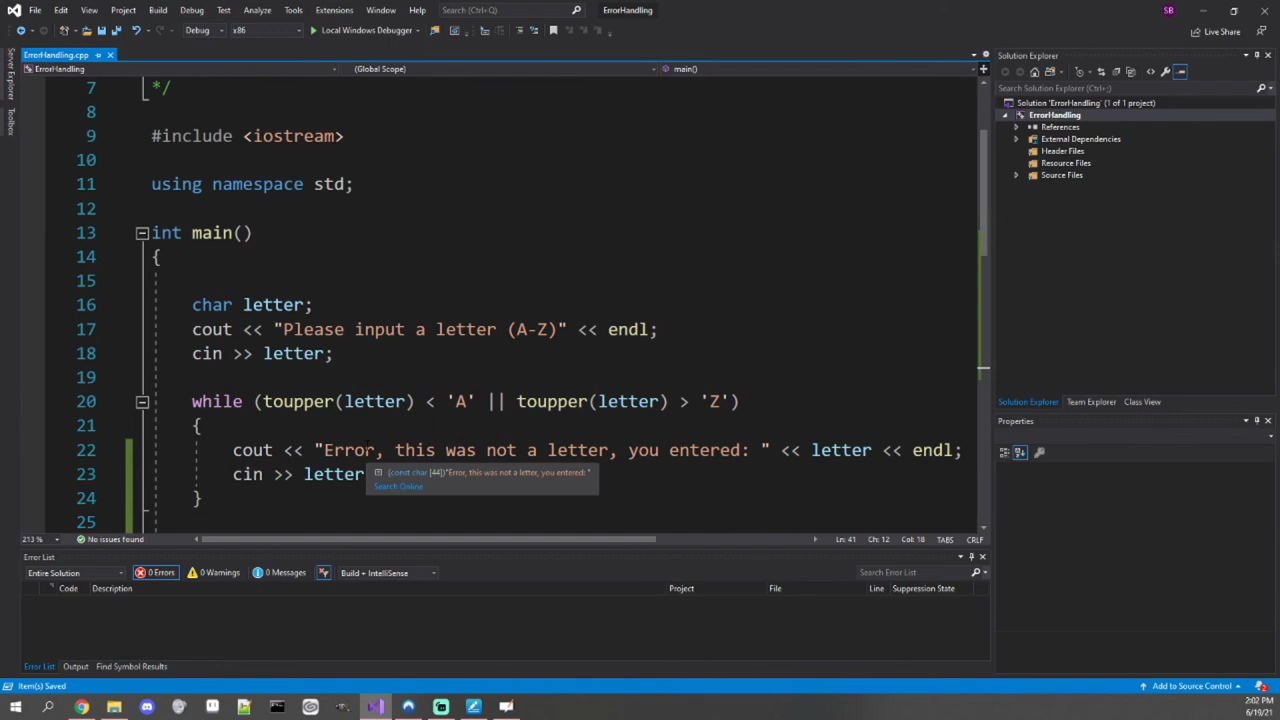 File Edit View Project Build Debug Test Analyze Tools Extensions Window Help Search (Ctrl+Q) ErrorHandling SB
Debug x86 Local Windows Debugger Live Share
Server Explorer
Toolbox
ErrorHandling.cpp
ErrorHandling (Global Scope) main()
7 */
8
9 #include <iostream>
10
11 using namespace std;
12
13 int main()
14 {
15
16 char letter;
17 cout << "Please input a letter (A-Z)" << endl;
18 cin >> letter;
19
20 while (toupper(letter) < 'A' || toupper(letter) > 'Z')
21 {
22 cout << "Error, this was not a letter, you entered: " << letter << endl;
23 cin >> letter
(const char [44])"Error, this was not a letter, you entered: "
Search Online
24 }
25
213 % No issues found Ln: 41 Ch: 12 Col: 18 TABS CRLF
Error List
Entire Solution 0 Errors 0 Warnings 0 Messages Build + IntelliSense Search Error List
Code Description Project File Line Suppression State
Error List Output Find Symbol Results
Solution Explorer
Search Solution Explorer (Ctrl+;)
Solution 'ErrorHandling' (1 of 1 project)
ErrorHandling
References
External Dependencies
Header Files
Resource Files
Source Files
Solution Explorer Team Explorer Class View
Properties
Item(s) Saved Add to Source Control 2
2:02 PM
6/19/21